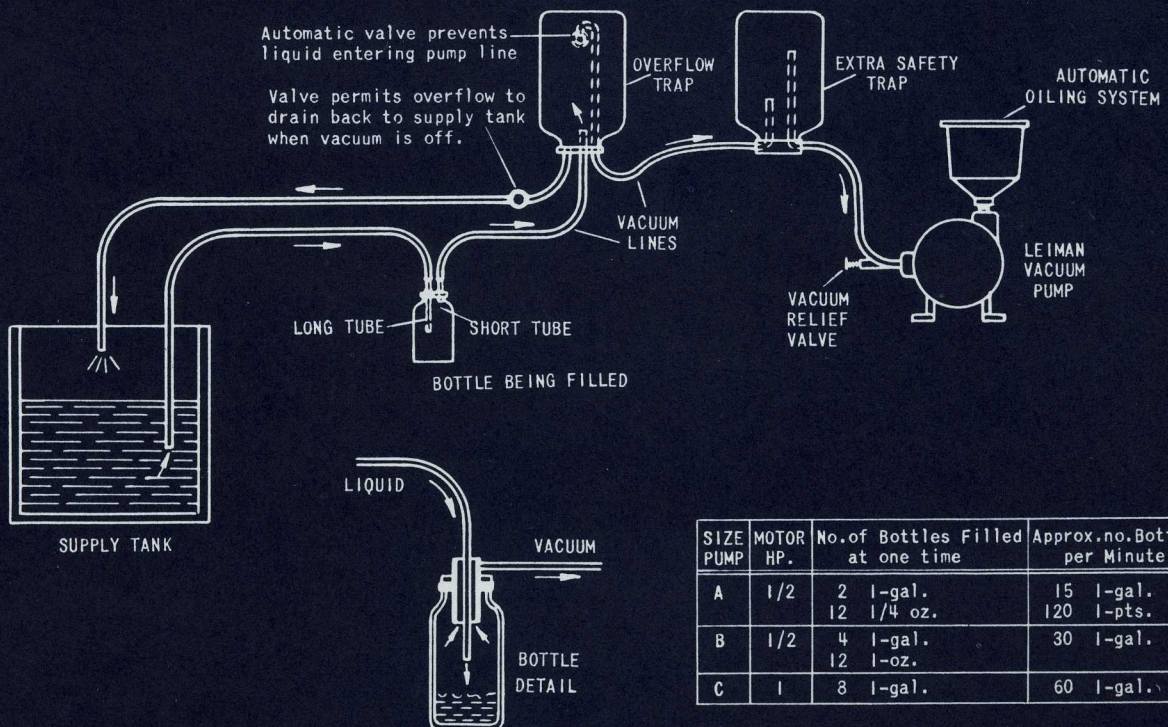 Automatic valve prevents
liquid entering pump line
Valve permits overflow to
drain back to supply tank
when vacuum is off.
OVERFLOW
TRAP
EXTRA SAFETY
TRAP
AUTOMATIC
OILING SYSTEM
VACUUM
LINES
LEIMAN
VACUUM
PUMP
VACUUM
RELIEF
VALVE
LONG TUBE
SHORT TUBE
BOTTLE BEING FILLED
SUPPLY TANK
LIQUID
VACUUM
BOTTLE
DETAIL
SIZE PUMP MOTOR HP. No.of Bottles Filled at one time Approx.no. per Minute
A 1/2 2 1-gal. 15 1-gal.
12 1/4 oz. 120 1-pts.
B 1/2 4 1-gal. 30 1-gal.
12 1-oz.
C 1 8 1-gal. 60 1-gal.